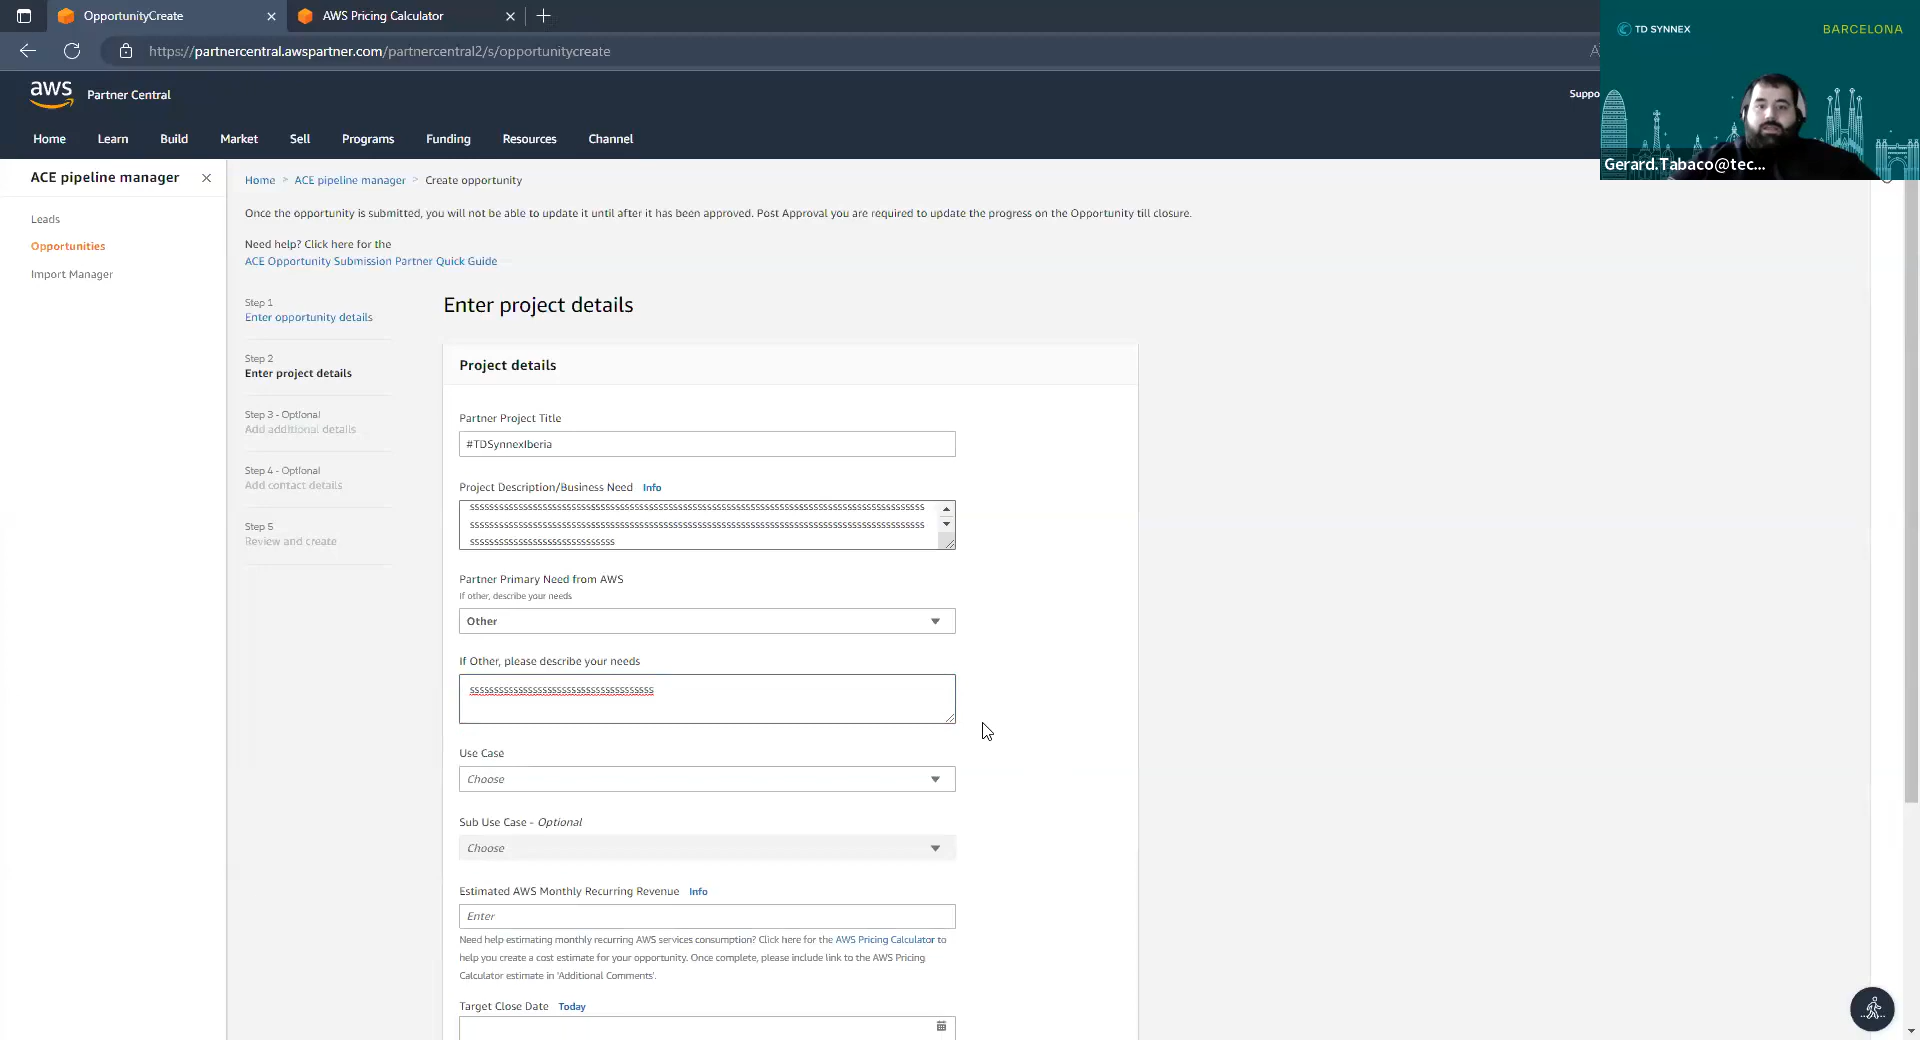 OpportunityCreate
AWS Pricing Calculator
https://partnercentral.awspartner.com/partnercentral2/s/opportunitycreate
TD SYNNEX
BARCELONA
Gerard.Tabaco@tec...
aws
Partner Central
Home
Learn
Build
Market
Sell
Programs
Funding
Resources
Channel
ACE pipeline manager
Leads
Opportunities
Import Manager
Home > ACE pipeline manager > Create opportunity
Once the opportunity is submitted, you will not be able to update it until after it has been approved. Post Approval you are required to update the progress on the Opportunity till closure.
Need help? Click here for the
ACE Opportunity Submission Partner Quick Guide
Step 1
Enter opportunity details
Step 2
Enter project details
Step 3 - Optional
Add additional details
Step 4 - Optional
Add contact details
Step 5
Review and create
Enter project details
Project details
Partner Project Title
#TDSynnexIberia
Project Description/Business Need Info
Partner Primary Need from AWS
If other, describe your needs
Other
If Other, please describe your needs
Use Case
Choose
Sub Use Case - Optional
Choose
Estimated AWS Monthly Recurring Revenue Info
Enter
Need help estimating monthly recurring AWS services consumption? Click here for the AWS Pricing Calculator to
help you create a cost estimate for your opportunity. Once complete, please include link to the AWS Pricing
Calculator estimate in 'Additional Comments'.
Target Close Date Today